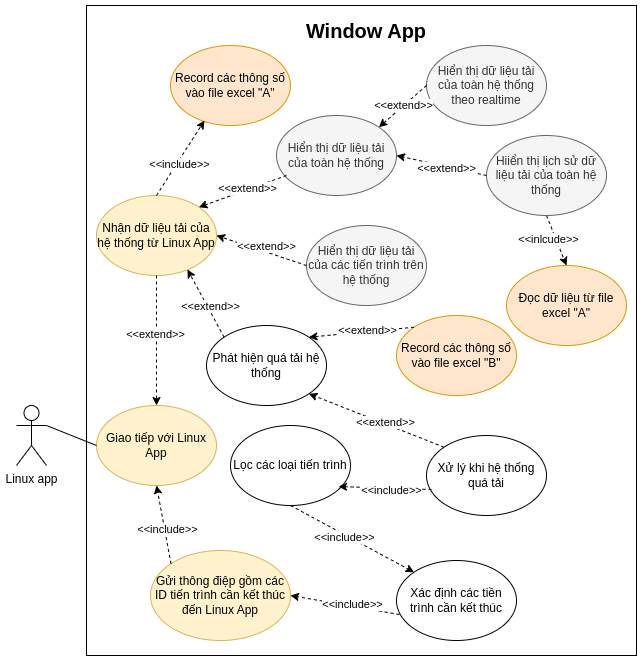 Window App
Record các thông số
vào file excel "A"
Hiển thị dữ liệu tải
của toàn hệ thống
theo realtime
<<extend>>
Hiển thị dữ liệu tải
của toàn hệ thống
<<include>>
<<extend>>
Hiiển thị lịch sử dữ
liệu tải của toàn hệ
thống
<<extend>>
Nhận dữ liệu tải của
hệ thống từ Linux App
<<extend>>
Hiển thị dữ liệu tải
của các tiến trình trên
hệ thống
<<inlcude>>
Đọc dữ liệu từ file
excel "A"
<<extend>>
<<extend>>
<<extend>>
Phát hiện quá tải hệ
thống
Record các thông số
vào file excel "B"
<<extend>>
Linux app
Giao tiếp với Linux
App
Lọc các loại tiến trình
Xử lý khi hệ thống
quá tải
<<include>>
<<include>>
<<include>>
Gửi thông điệp gồm các
ID tiến trình cần kết thúc
đến Linux App
<<include>>
Xác định các tiền
trình cần kết thúc